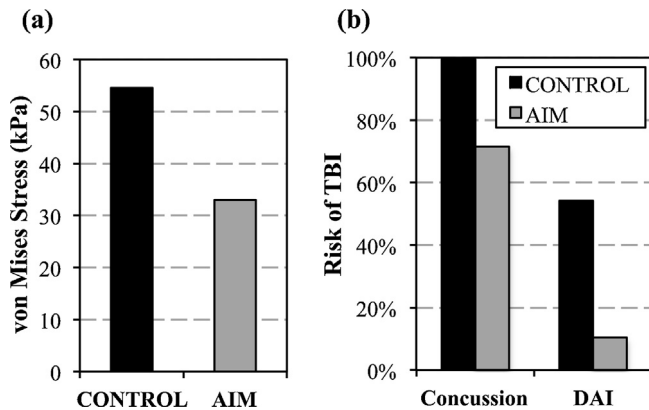 (a)
von Mises Stress (kPa)
60
50
40
30
20
10
0
CONTROL AIM
(b)
Risk of TBI
100%
80%
60%
40%
20%
0%
CONTROL
AIM
Concussion DAI